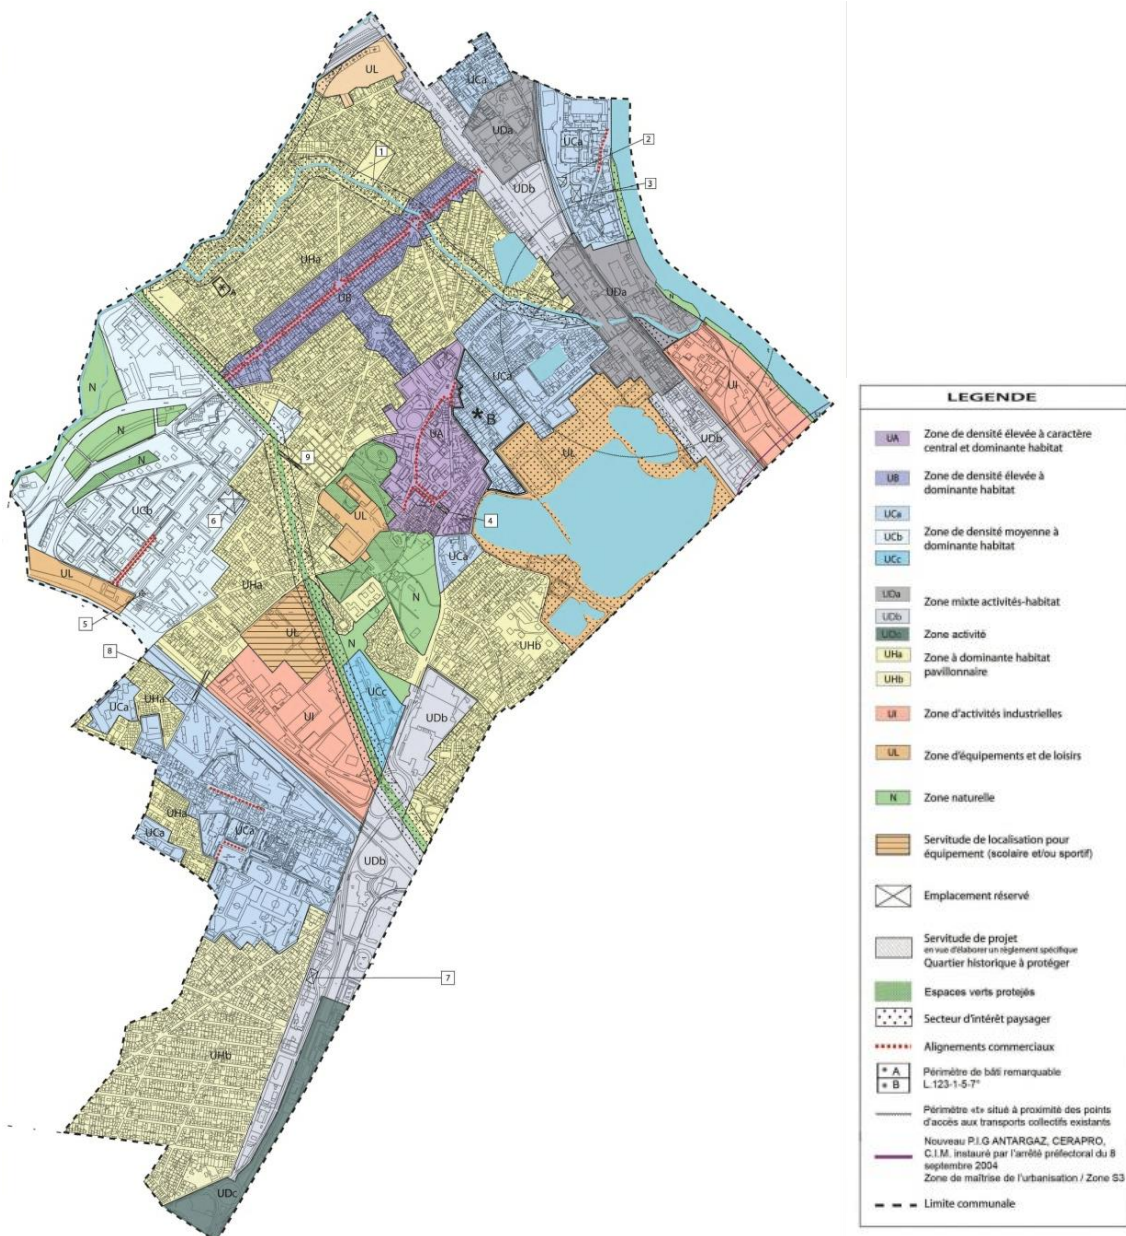 UL
UCa
UDa
UCa
2
1
3
UDb
UHa
A
UB
UDa
N
UCa
UI
N
B
UA
UDb
N
UL
N
9
UCb
6
UL
4
UCa
UL
UHa
N
5
UL
UHb
N
8
UCc
UHa
UDb
UCa
UI
UHa
UCa
UCa
UDb
7
UHb
UDc
LEGENDE
UA Zone de densité élevée à caractère
central et dominante habitat
UB Zone de densité élevée à
dominante habitat
UCa
UCb Zone de densité moyenne à
UCc dominante habitat
UDa Zone mixte activités-habitat
UDb
UDc Zone activité
UHa Zone à dominante habitat
UHb pavillonnaire
UI Zone d'activités industrielles
UL Zone d'équipements et de loisirs
N Zone naturelle
Servitude de localisation pour
équipement (scolaire et/ou sportif)
Emplacement réservé
Servitude de projet
en vue d'élaborer un règlement spécifique
Quartier historique à protéger
Espaces verts protejés
Secteur d'intérêt paysager
Alignements commerciaux
* A Périmètre de bâti remarquable
* B L.123-1-5-7°
Périmètre «t» situé à proximité des points
d'accès aux transports collectifs existants
Nouveau P.I.G ANTARGAZ, CERAPRO,
C.I.M. instauré par l'arrêté préfectoral du 8
septembre 2004
Zone de maîtrise de l'urbanisation / Zone S3
Limite communale